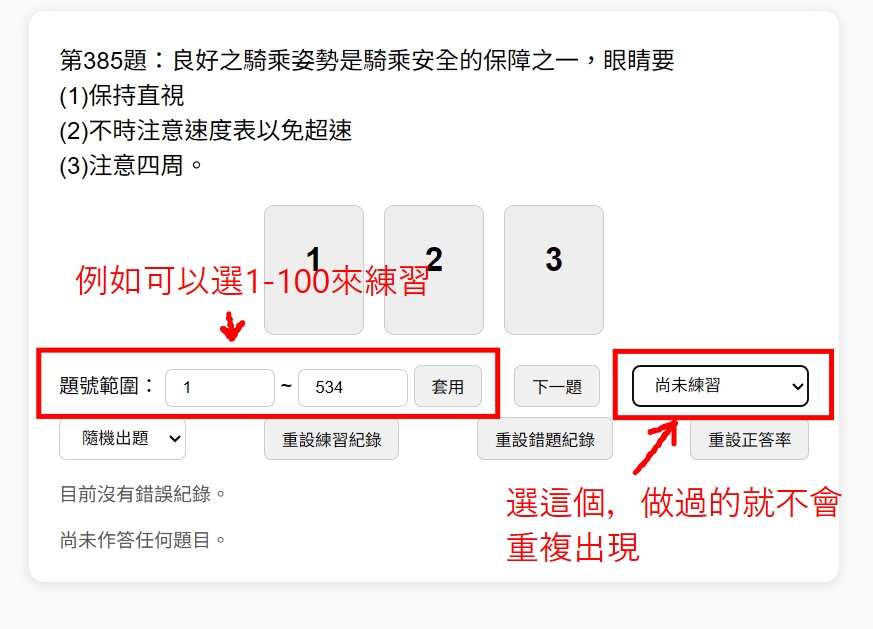 第385題：良好之騎乘姿勢是騎乘安全的保障之一，眼睛要
(1)保持直視
(2)不時注意速度表以免超速
(3)注意四周。
1 2 3
例如可以選1-100來練習
題號範圍： 1 ~ 534 套用 下一題 尚未練習
隨機出題 重設練習紀錄 重設錯題紀錄 重設正答率
目前沒有錯誤紀錄。
選這個，做過的就不會
重複出現
尚未作答任何題目。